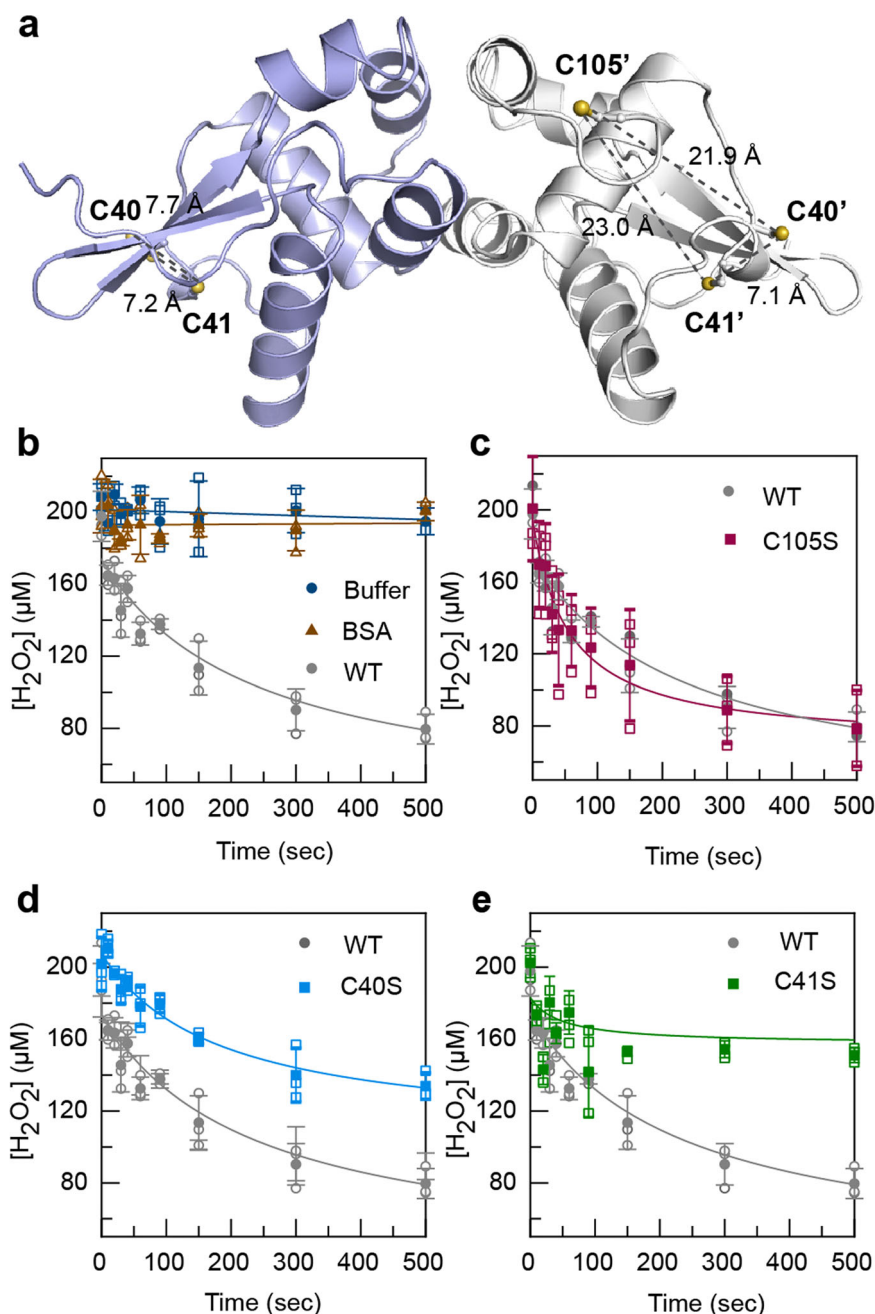 a
C105’
21.9 Å
C40 7.7 Å
C40’
23.0 Å
7.2 Å
C41
C41’
7.1 Å
b
c
[H2O2] (µM)
200
160
120
80
Buffer
BSA
WT
0 100 200 300 400 500
Time (sec)
[H2O2] (µM)
200
160
120
80
WT
C105S
0 100 200 300 400 500
Time (sec)
d
e
[H2O2] (µM)
200
160
120
80
WT
C40S
0 100 200 300 400 500
Time (sec)
[H2O2] (µM)
200
160
120
80
WT
C41S
0 100 200 300 400 500
Time (sec)